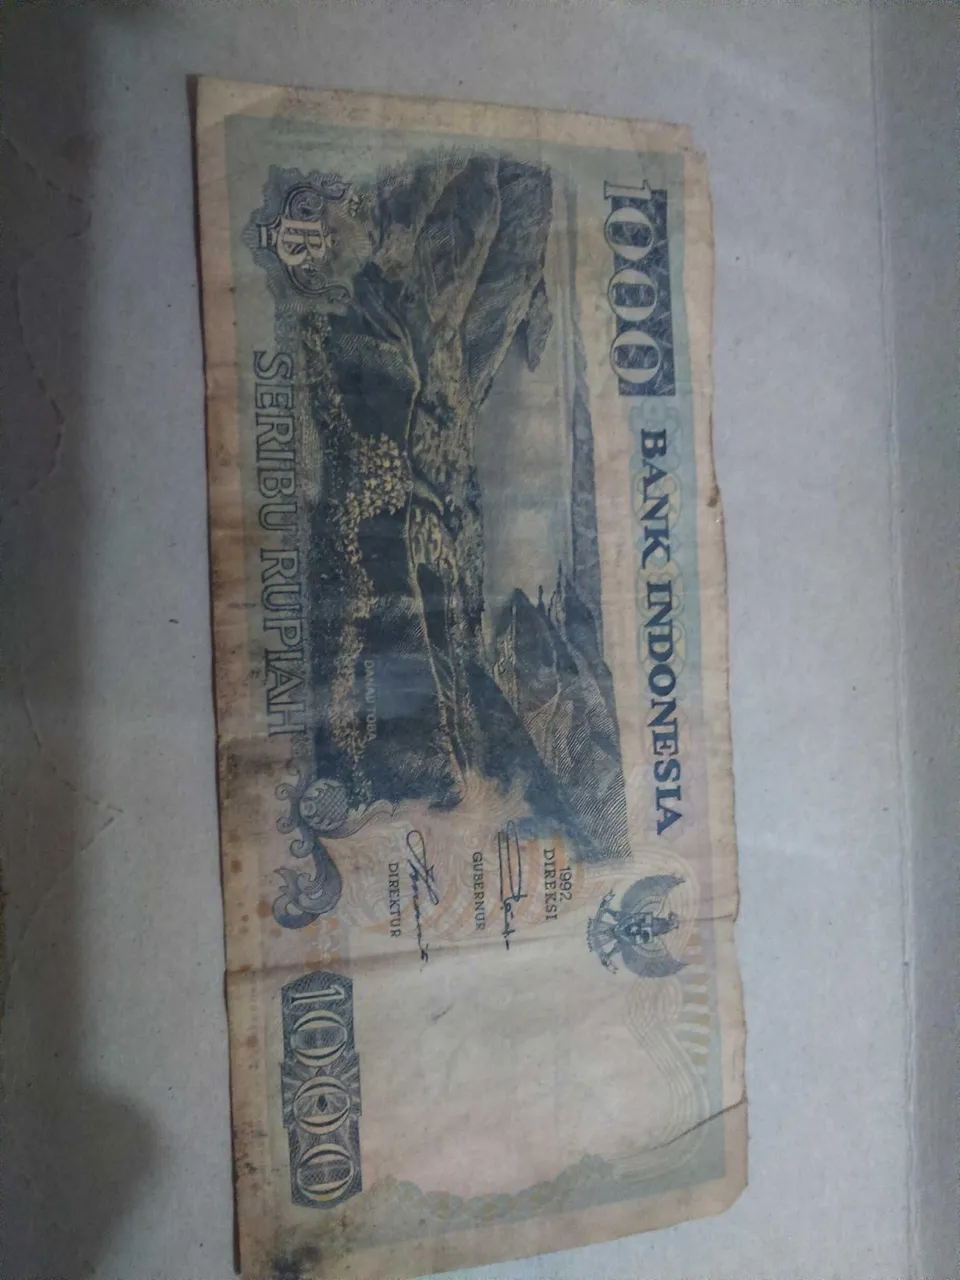 1000 BANK INDONESIA
1992
DIREKSI
GUBERNUR
DIREKTUR
DANAU TOBA
SERIBU RUPIAH
1000